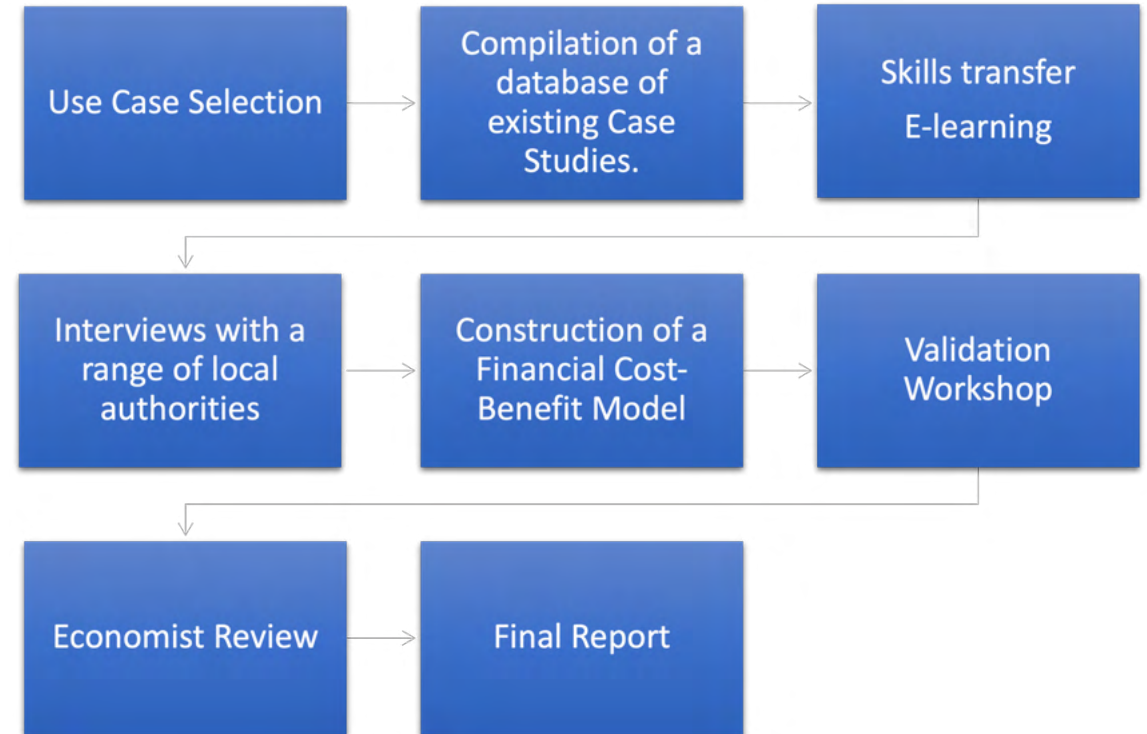 Use Case Selection
Compilation of a
database of
existing Case
Studies.
Skills transfer
E-learning
Interviews with a
range of local
authorities
Construction of a
Financial Cost-
Benefit Model
Validation
Workshop
Economist Review
Final Report